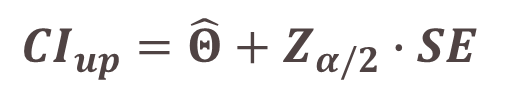 CI_up = Θ̂ + Z_α/2 · SE